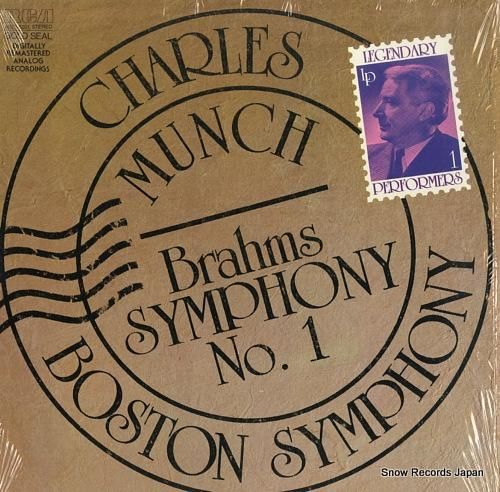 RCA
GOLD SEAL
DIGITALLY
REMASTERED
ANALOG
RECORDINGS
CHARLES
MUNCH
LEGENDARY
LP
1
PERFORMERS
Brahms
SYMPHONY
No. 1
BOSTON SYMPHONY
Snow Records Japan